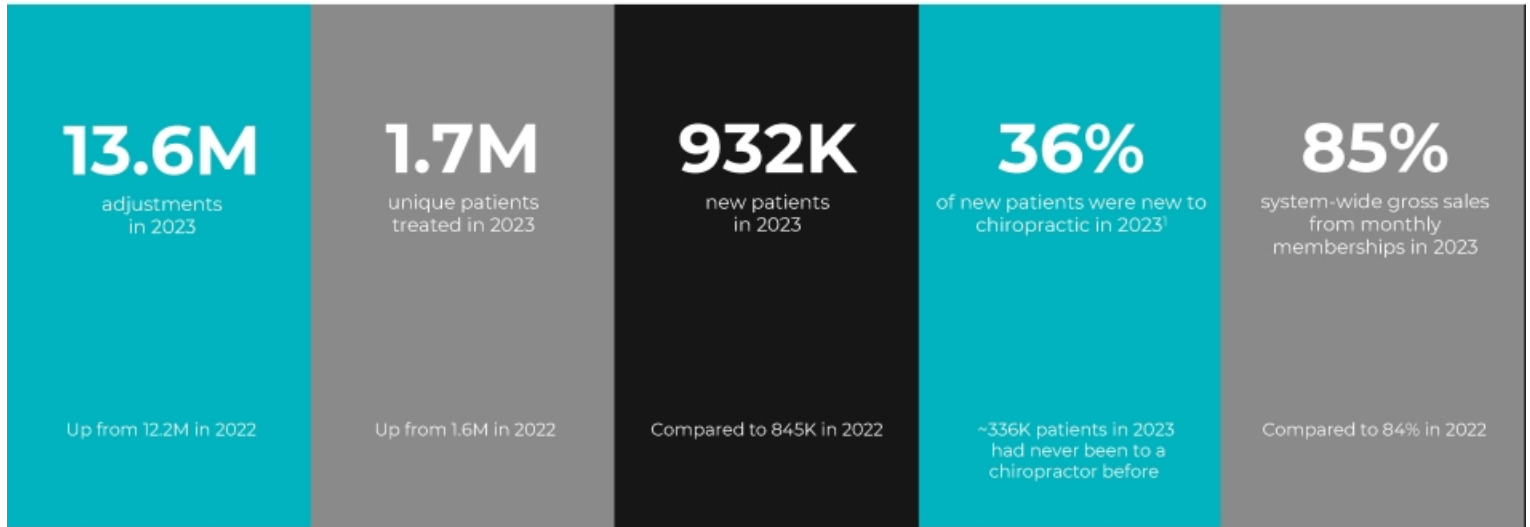 13.6M
adjustments
in 2023
Up from 12.2M in 2022
1.7M
unique patients
treated in 2023
Up from 1.6M in 2022
932K
new patients
in 2023
Compared to 845K in 2022
36%
of new patients were new to
chiropractic in 2023¹
~336K patients in 2023
had never been to a
chiropractor before
85%
system-wide gross sales
from monthly
memberships in 2023
Compared to 84% in 2022